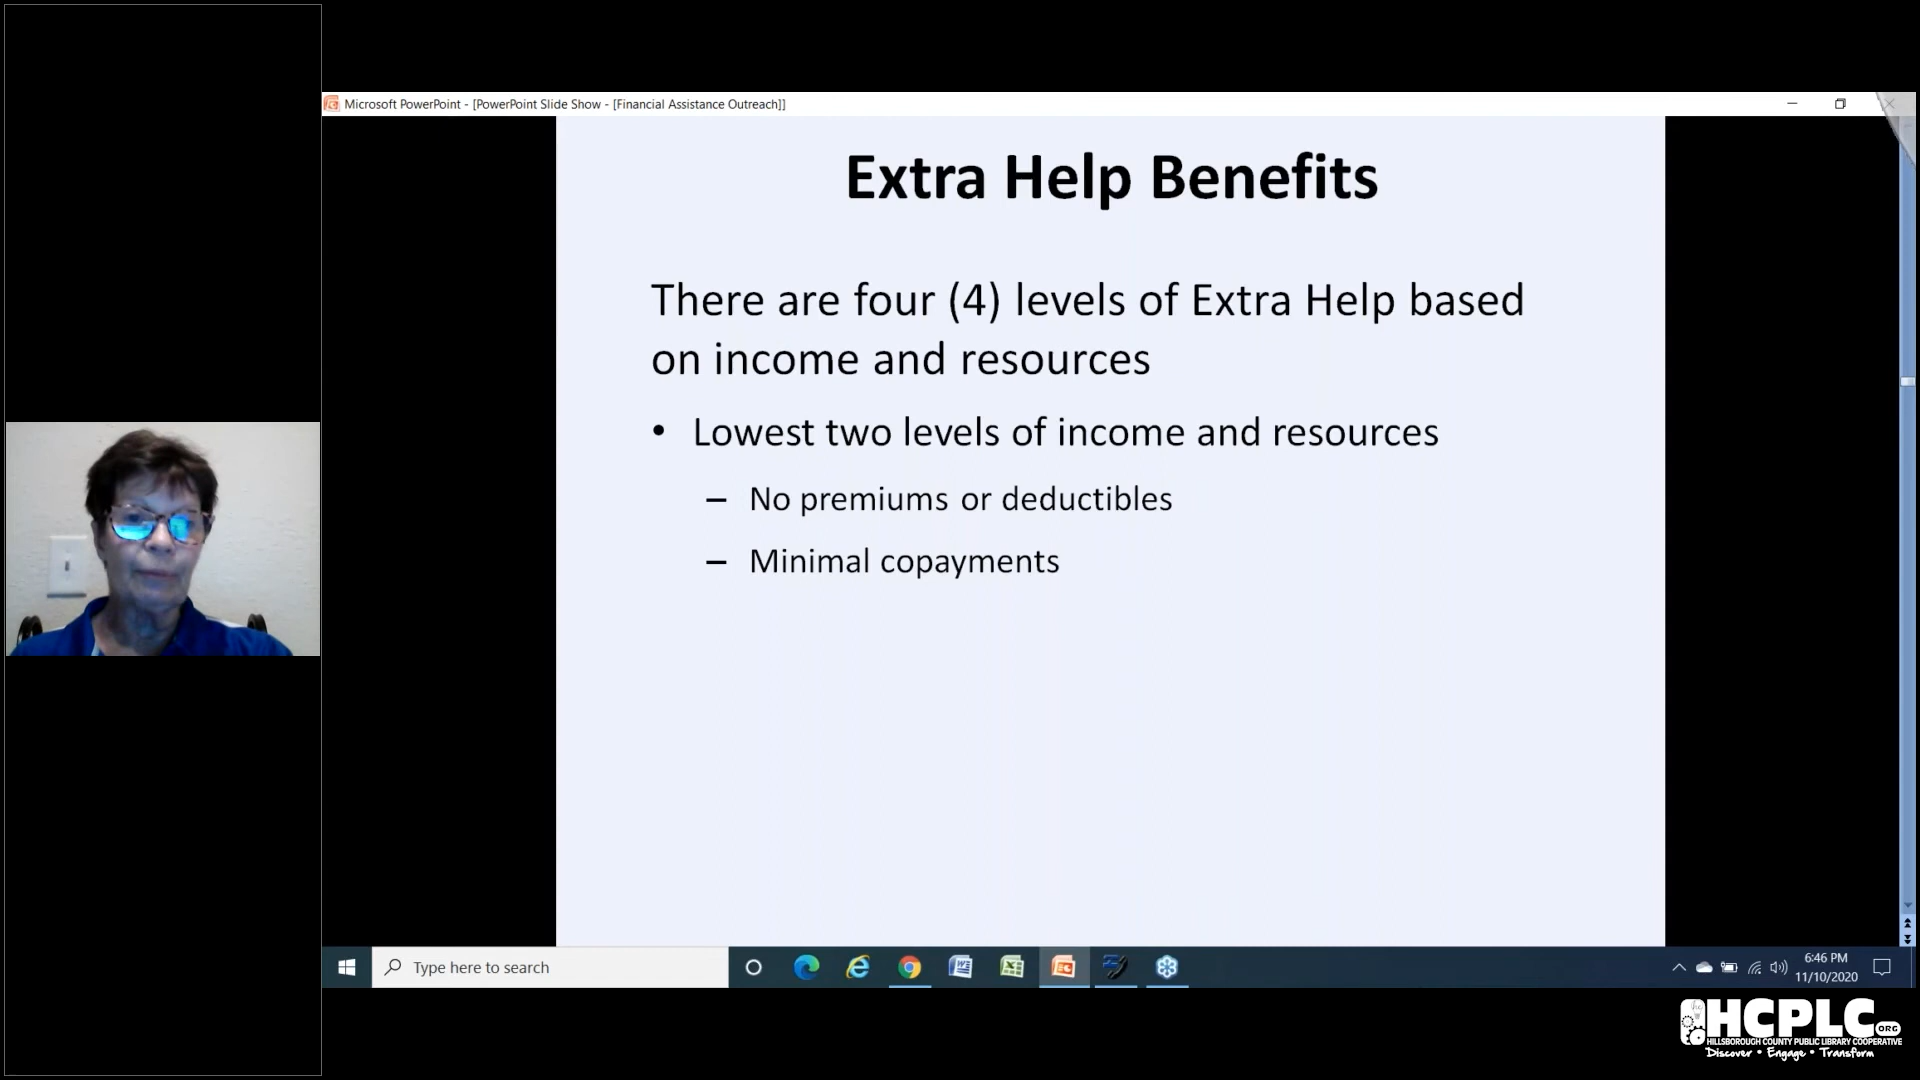 Microsoft PowerPoint - [PowerPoint Slide Show - [Financial Assistance Outreach]]
Extra Help Benefits
There are four (4) levels of Extra Help based
on income and resources
• Lowest two levels of income and resources
– No premiums or deductibles
– Minimal copayments
Type here to search
6:46 PM
11/10/2020
HCPLC.ORG
HILLSBOROUGH COUNTY PUBLIC LIBRARY COOPERATIVE
Discover • Engage • Transform